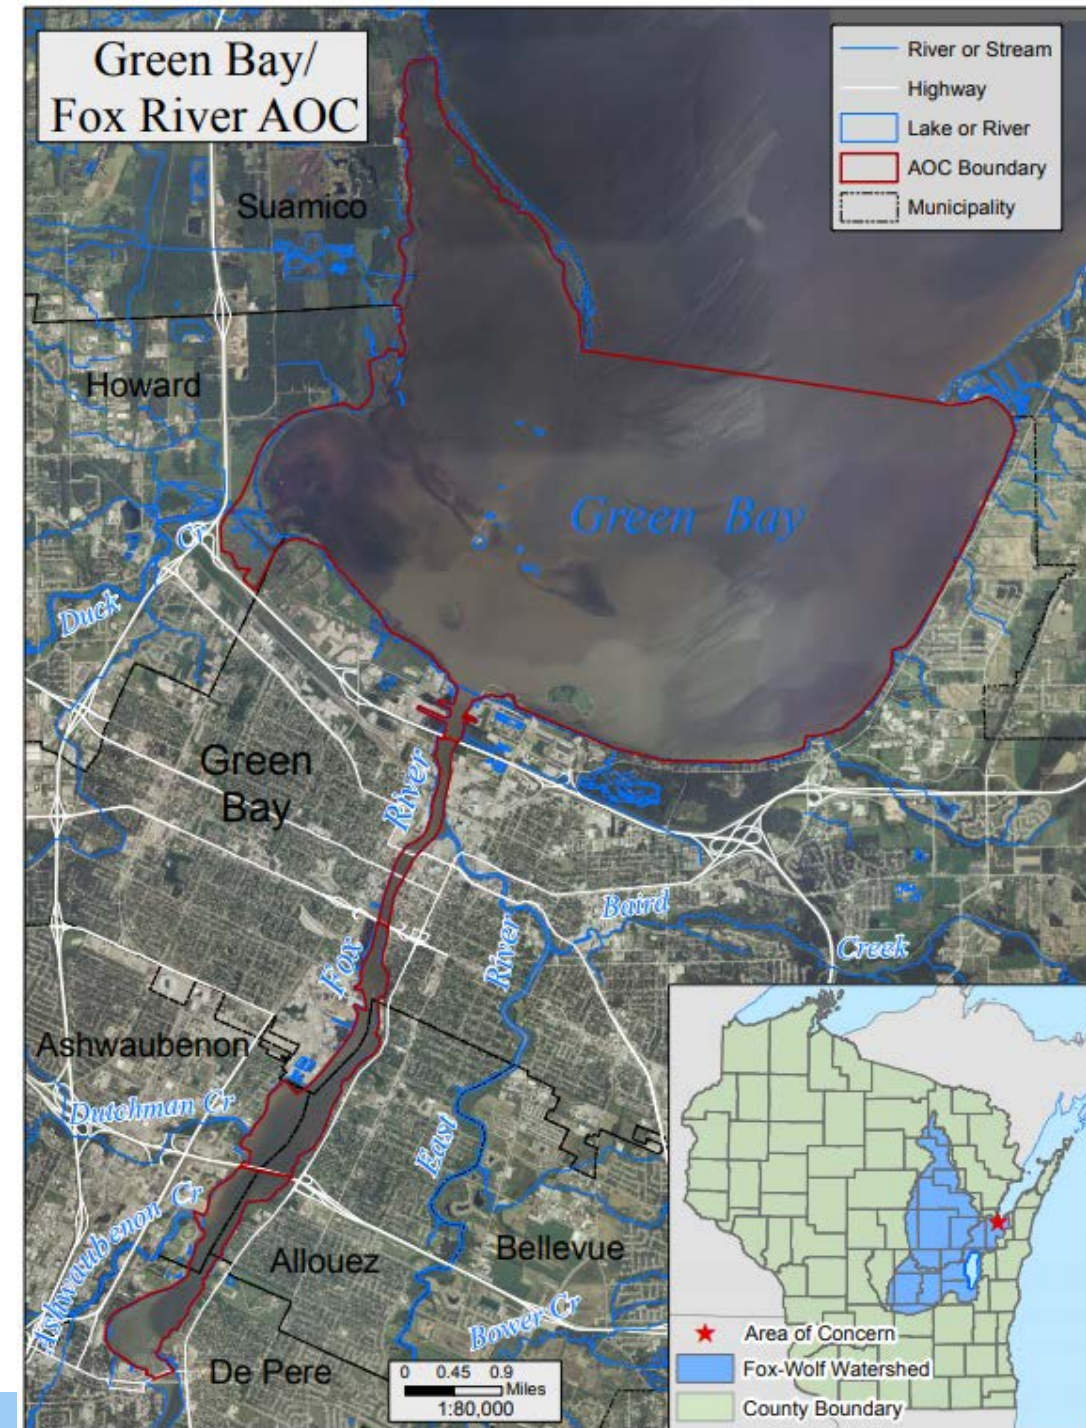 Green Bay/
Fox River AOC
River or Stream
Highway
Lake or River
AOC Boundary
Municipality
Suamico
Howard
Green Bay
Duck
Cr
Green
Bay
River
Fox
Baird
Creek
River
East
Ashwaubenon
Dutchman Cr
Ashwaubenon Cr
Allouez
Bellevue
Bower Cr
De Pere
0 0.45 0.9
Miles
1:80,000
Area of Concern
Fox-Wolf Watershed
County Boundary